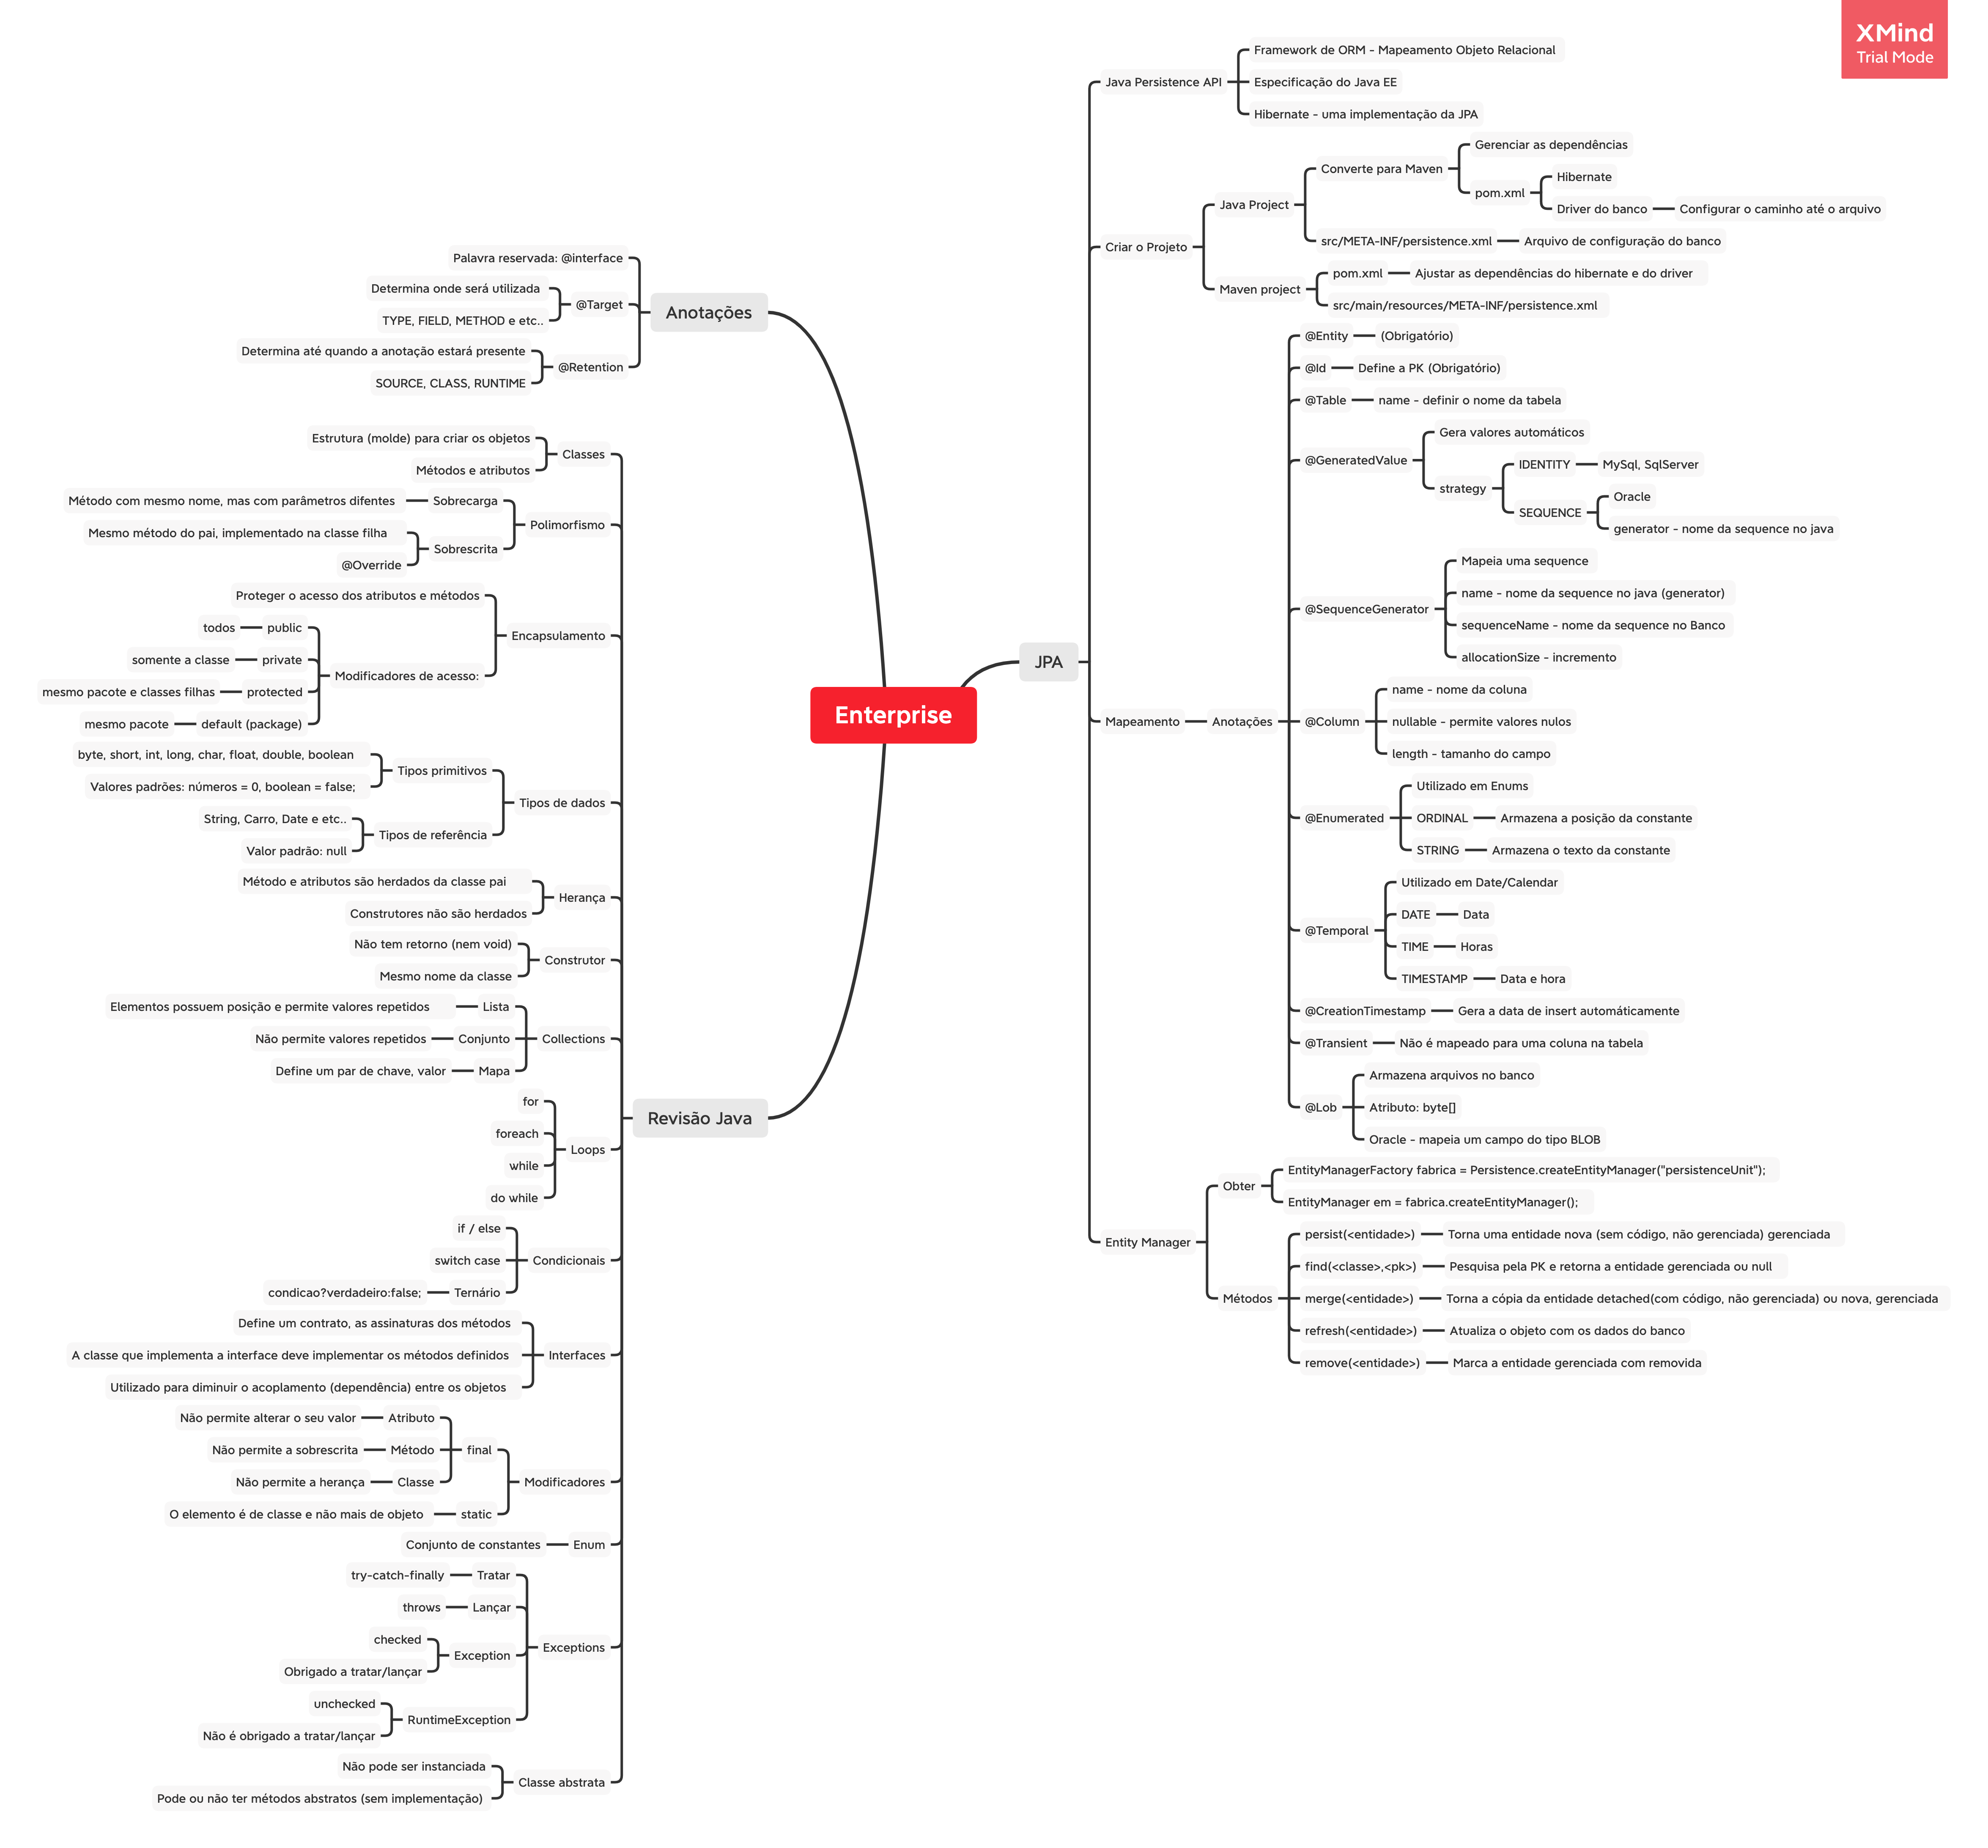 XMind
Trial Mode
Enterprise
Anotações
Palavra reservada: @interface
@Target
Determina onde será utilizada
TYPE, FIELD, METHOD e etc..
@Retention
Determina até quando a anotação estará presente
SOURCE, CLASS, RUNTIME
Revisão Java
Classes
Estrutura (molde) para criar os objetos
Métodos e atributos
Polimorfismo
Sobrecarga
Método com mesmo nome, mas com parâmetros difentes
Sobrescrita
Mesmo método do pai, implementado na classe filha
@Override
Encapsulamento
Proteger o acesso dos atributos e métodos
Modificadores de acesso:
public
todos
private
somente a classe
protected
mesmo pacote e classes filhas
default (package)
mesmo pacote
Tipos de dados
Tipos primitivos
byte, short, int, long, char, float, double, boolean
Valores padrões: números = 0, boolean = false;
Tipos de referência
String, Carro, Date e etc..
Valor padrão: null
Herança
Método e atributos são herdados da classe pai
Construtores não são herdados
Construtor
Não tem retorno (nem void)
Mesmo nome da classe
Collections
Lista
Elementos possuem posição e permite valores repetidos
Conjunto
Não permite valores repetidos
Mapa
Define um par de chave, valor
Loops
for
foreach
while
do while
Condicionais
if / else
switch case
Ternário
condicao?verdadeiro:false;
Interfaces
Define um contrato, as assinaturas dos métodos
A classe que implementa a interface deve implementar os métodos definidos
Utilizado para diminuir o acoplamento (dependência) entre os objetos
Modificadores
final
Atributo
Não permite alterar o seu valor
Método
Não permite a sobrescrita
Classe
Não permite a herança
static
O elemento é de classe e não mais de objeto
Enum
Conjunto de constantes
Exceptions
Tratar
try-catch-finally
Lançar
throws
Exception
checked
Obrigado a tratar/lançar
RuntimeException
unchecked
Não é obrigado a tratar/lançar
Classe abstrata
Não pode ser instanciada
Pode ou não ter métodos abstratos (sem implementação)
JPA
Java Persistence API
Framework de ORM - Mapeamento Objeto Relacional
Especificação do Java EE
Hibernate - uma implementação da JPA
Criar o Projeto
Java Project
Converte para Maven
Gerenciar as dependências
pom.xml
Hibernate
Driver do banco
Configurar o caminho até o arquivo
src/META-INF/persistence.xml
Arquivo de configuração do banco
Maven project
pom.xml
Ajustar as dependências do hibernate e do driver
src/main/resources/META-INF/persistence.xml
Mapeamento
Anotações
@Entity
(Obrigatório)
@Id
Define a PK (Obrigatório)
@Table
name - definir o nome da tabela
@GeneratedValue
Gera valores automáticos
strategy
IDENTITY
MySql, SqlServer
SEQUENCE
Oracle
generator - nome da sequence no java
@SequenceGenerator
Mapeia uma sequence
name - nome da sequence no java (generator)
sequenceName - nome da sequence no Banco
allocationSize - incremento
@Column
name - nome da coluna
nullable - permite valores nulos
length - tamanho do campo
@Enumerated
Utilizado em Enums
ORDINAL
Armazena a posição da constante
STRING
Armazena o texto da constante
@Temporal
Utilizado em Date/Calendar
DATE
Data
TIME
Horas
TIMESTAMP
Data e hora
@CreationTimestamp
Gera a data de insert automáticamente
@Transient
Não é mapeado para uma coluna na tabela
@Lob
Armazena arquivos no banco
Atributo: byte[]
Oracle - mapeia um campo do tipo BLOB
Entity Manager
Obter
EntityManagerFactory fabrica = Persistence.createEntityManager("persistenceUnit");
EntityManager em = fabrica.createEntityManager();
Métodos
persist(<entidade>)
Torna uma entidade nova (sem código, não gerenciada) gerenciada
find(<classe>,<pk>)
Pesquisa pela PK e retorna a entidade gerenciada ou null
merge(<entidade>)
Torna a cópia da entidade detached(com código, não gerenciada) ou nova, gerenciada
refresh(<entidade>)
Atualiza o objeto com os dados do banco
remove(<entidade>)
Marca a entidade gerenciada com removida